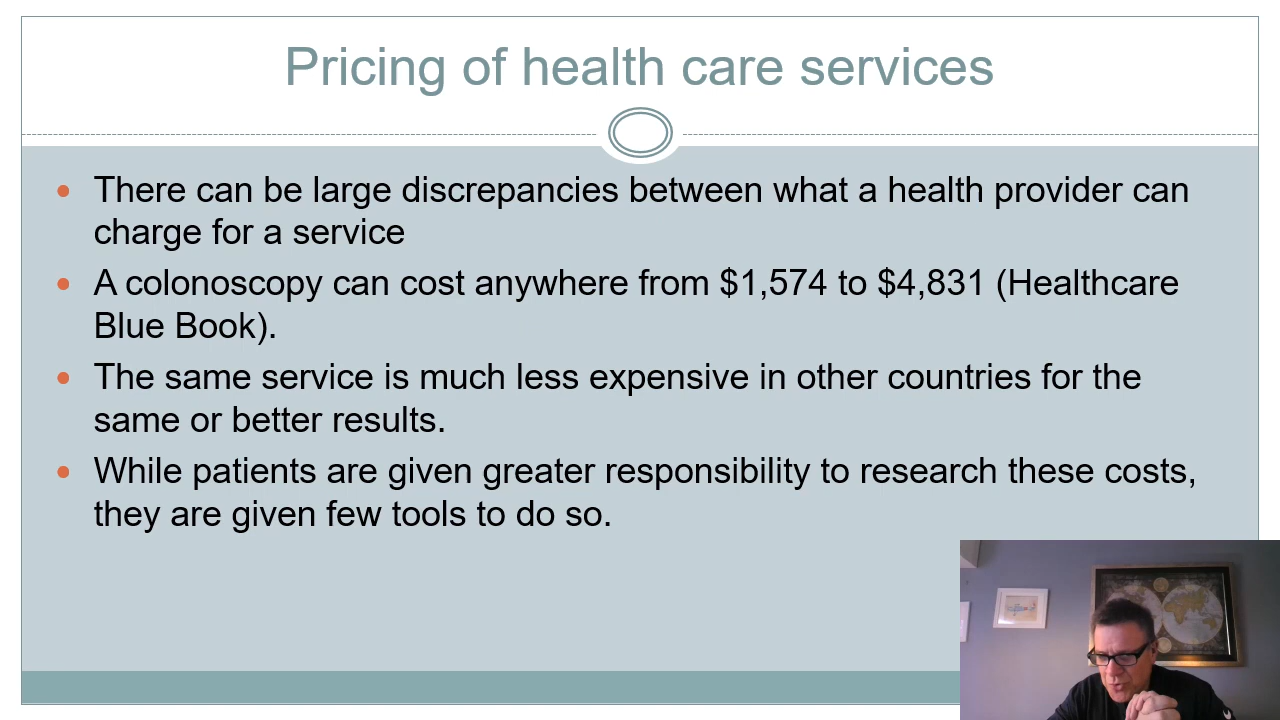 Pricing of health care services
There can be large discrepancies between what a health provider can
charge for a service
A colonoscopy can cost anywhere from $1,574 to $4,831 (Healthcare
Blue Book).
The same service is much less expensive in other countries for the
same or better results.
While patients are given greater responsibility to research these costs,
they are given few tools to do so.